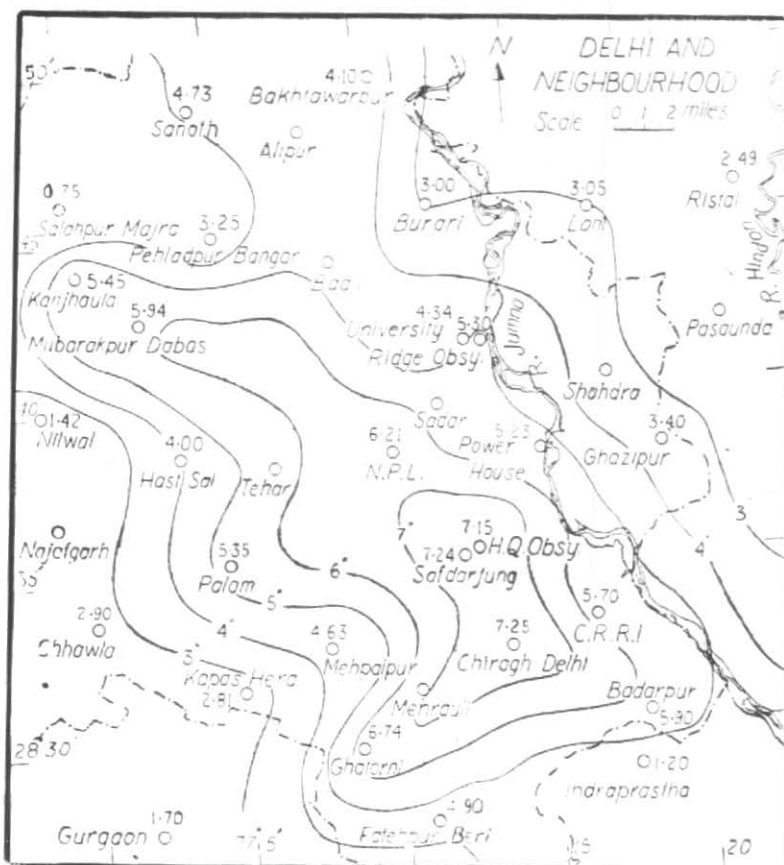 N
DELHI AND
NEIGHBOURHOOD
Scale 0 1 2 miles
50'
4·10
Bakhtawarpur
4·73
Sanoth
Alipur
2·49
Ristal
R. Hindon
0·75
Salahpur Majra
3·25
Pehladpur Bangar
3·00
Burari
3·05
Loni
5·45
Kanjhaula
5·94
Mubarakpur Dabas
4·34
University
5·30
Ridge Obsy.
R. Jumna
Pasaunda
Shahdra
40
1·42
Nilwal
4·00
Hast Sal
Tehar
6·21
N.P.L.
Sadar
5·23
Power
House
3·40
Ghazipur
3
4
Najafgarh
5·35
Palam
6"
5"
4"
3"
7"
7·15
H.Q. Obsy.
7·24
Safdarjung
5·70
C.R.R.I
2·90
Chhawla
4·63
Mehpalpur
7·25
Chiragh Delhi
Kapas Hera
2·81
Mehrauli
Badarpur
5·90
28 30
6·74
Ghatorni
1·20
Indraprastha
1·70
Gurgaon
77°5'
4·90
Fatehpur Beri
15
20